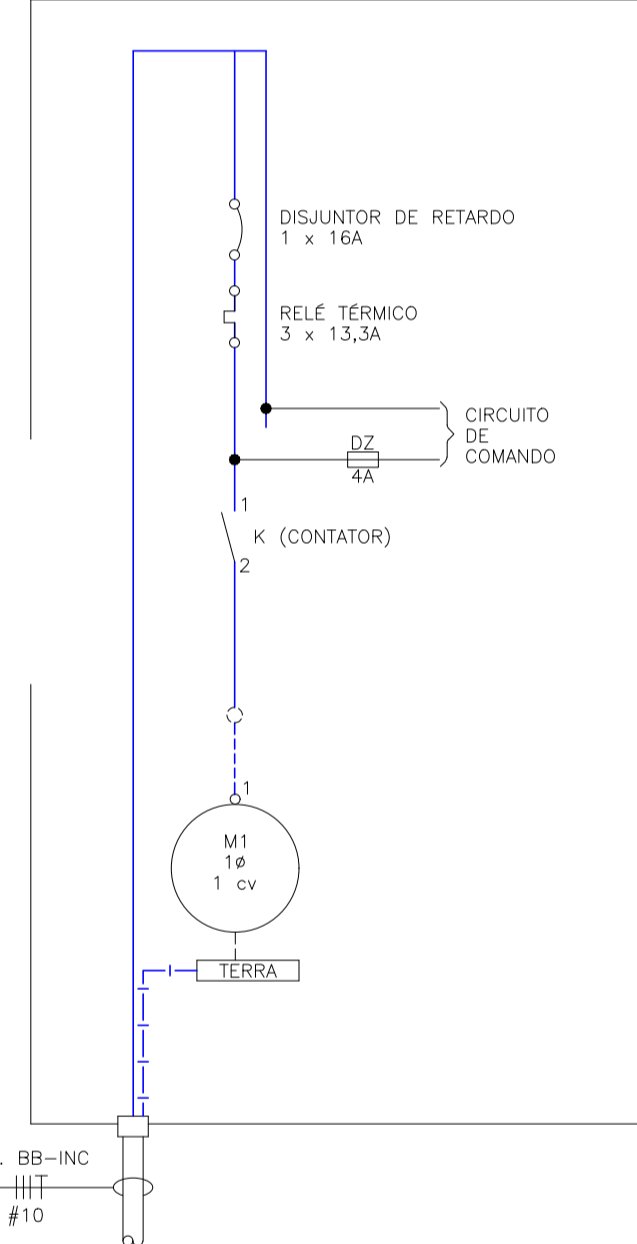 DISJUNTOR DE RETARDO
1 x 16A
RELÉ TÉRMICO
3 x 13,3A
CIRCUITO
DE
COMANDO
DZ
4A
1
K (CONTATOR)
2
1
M1
1ø
1 cv
TERRA
. BB-INC
#10